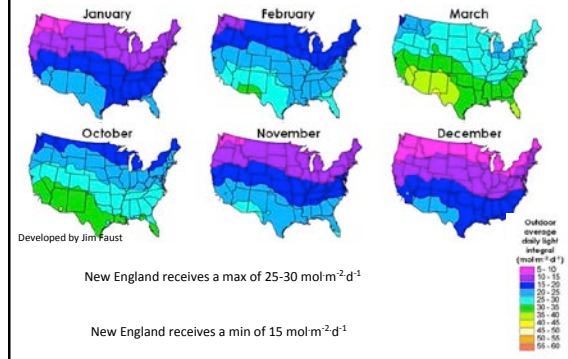 January
February
March
October
November
December
Developed by Jim Faust
Outdoor
average
daily light
integral
(mol·m⁻²·d⁻¹)
5 - 10
10 - 15
15 - 20
20 - 25
25 - 30
30 - 35
35 - 40
40 - 45
45 - 50
50 - 55
55 - 60
New England receives a max of 25-30 mol·m⁻²·d⁻¹
New England receives a min of 15 mol·m⁻²·d⁻¹